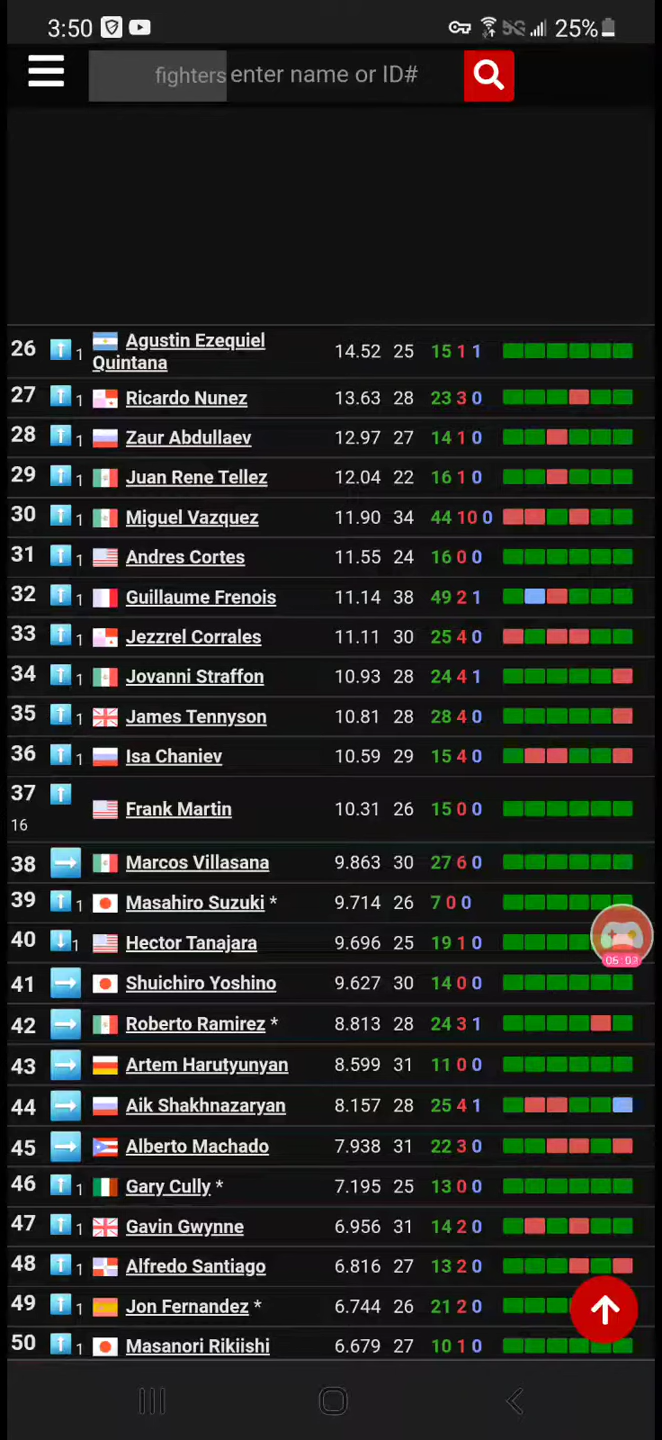 3:50 5G 25%
fighters enter name or ID#
26 1 Agustin Ezequiel Quintana 14.52 25 15 1 1
27 1 Ricardo Nunez 13.63 28 23 3 0
28 1 Zaur Abdullaev 12.97 27 14 1 0
29 1 Juan Rene Tellez 12.04 22 16 1 0
30 1 Miguel Vazquez 11.90 34 44 10 0
31 1 Andres Cortes 11.55 24 16 0 0
32 1 Guillaume Frenois 11.14 38 49 2 1
33 1 Jezzrel Corrales 11.11 30 25 4 0
34 1 Jovanni Straffon 10.93 28 24 4 1
35 1 James Tennyson 10.81 28 28 4 0
36 1 Isa Chaniev 10.59 29 15 4 0
37 16 Frank Martin 10.31 26 15 0 0
38 Marcos Villasana 9.863 30 27 6 0
39 1 Masahiro Suzuki * 9.714 26 7 0 0
40 1 Hector Tanajara 9.696 25 19 1 0
05:02
41 Shuichiro Yoshino 9.627 30 14 0 0
42 Roberto Ramirez * 8.813 28 24 3 1
43 Artem Harutyunyan 8.599 31 11 0 0
44 Aik Shakhnazaryan 8.157 28 25 4 1
45 Alberto Machado 7.938 31 22 3 0
46 1 Gary Cully * 7.195 25 13 0 0
47 1 Gavin Gwynne 6.956 31 14 2 0
48 1 Alfredo Santiago 6.816 27 13 2 0
49 1 Jon Fernandez * 6.744 26 21 2 0
50 1 Masanori Rikiishi 6.679 27 10 1 0